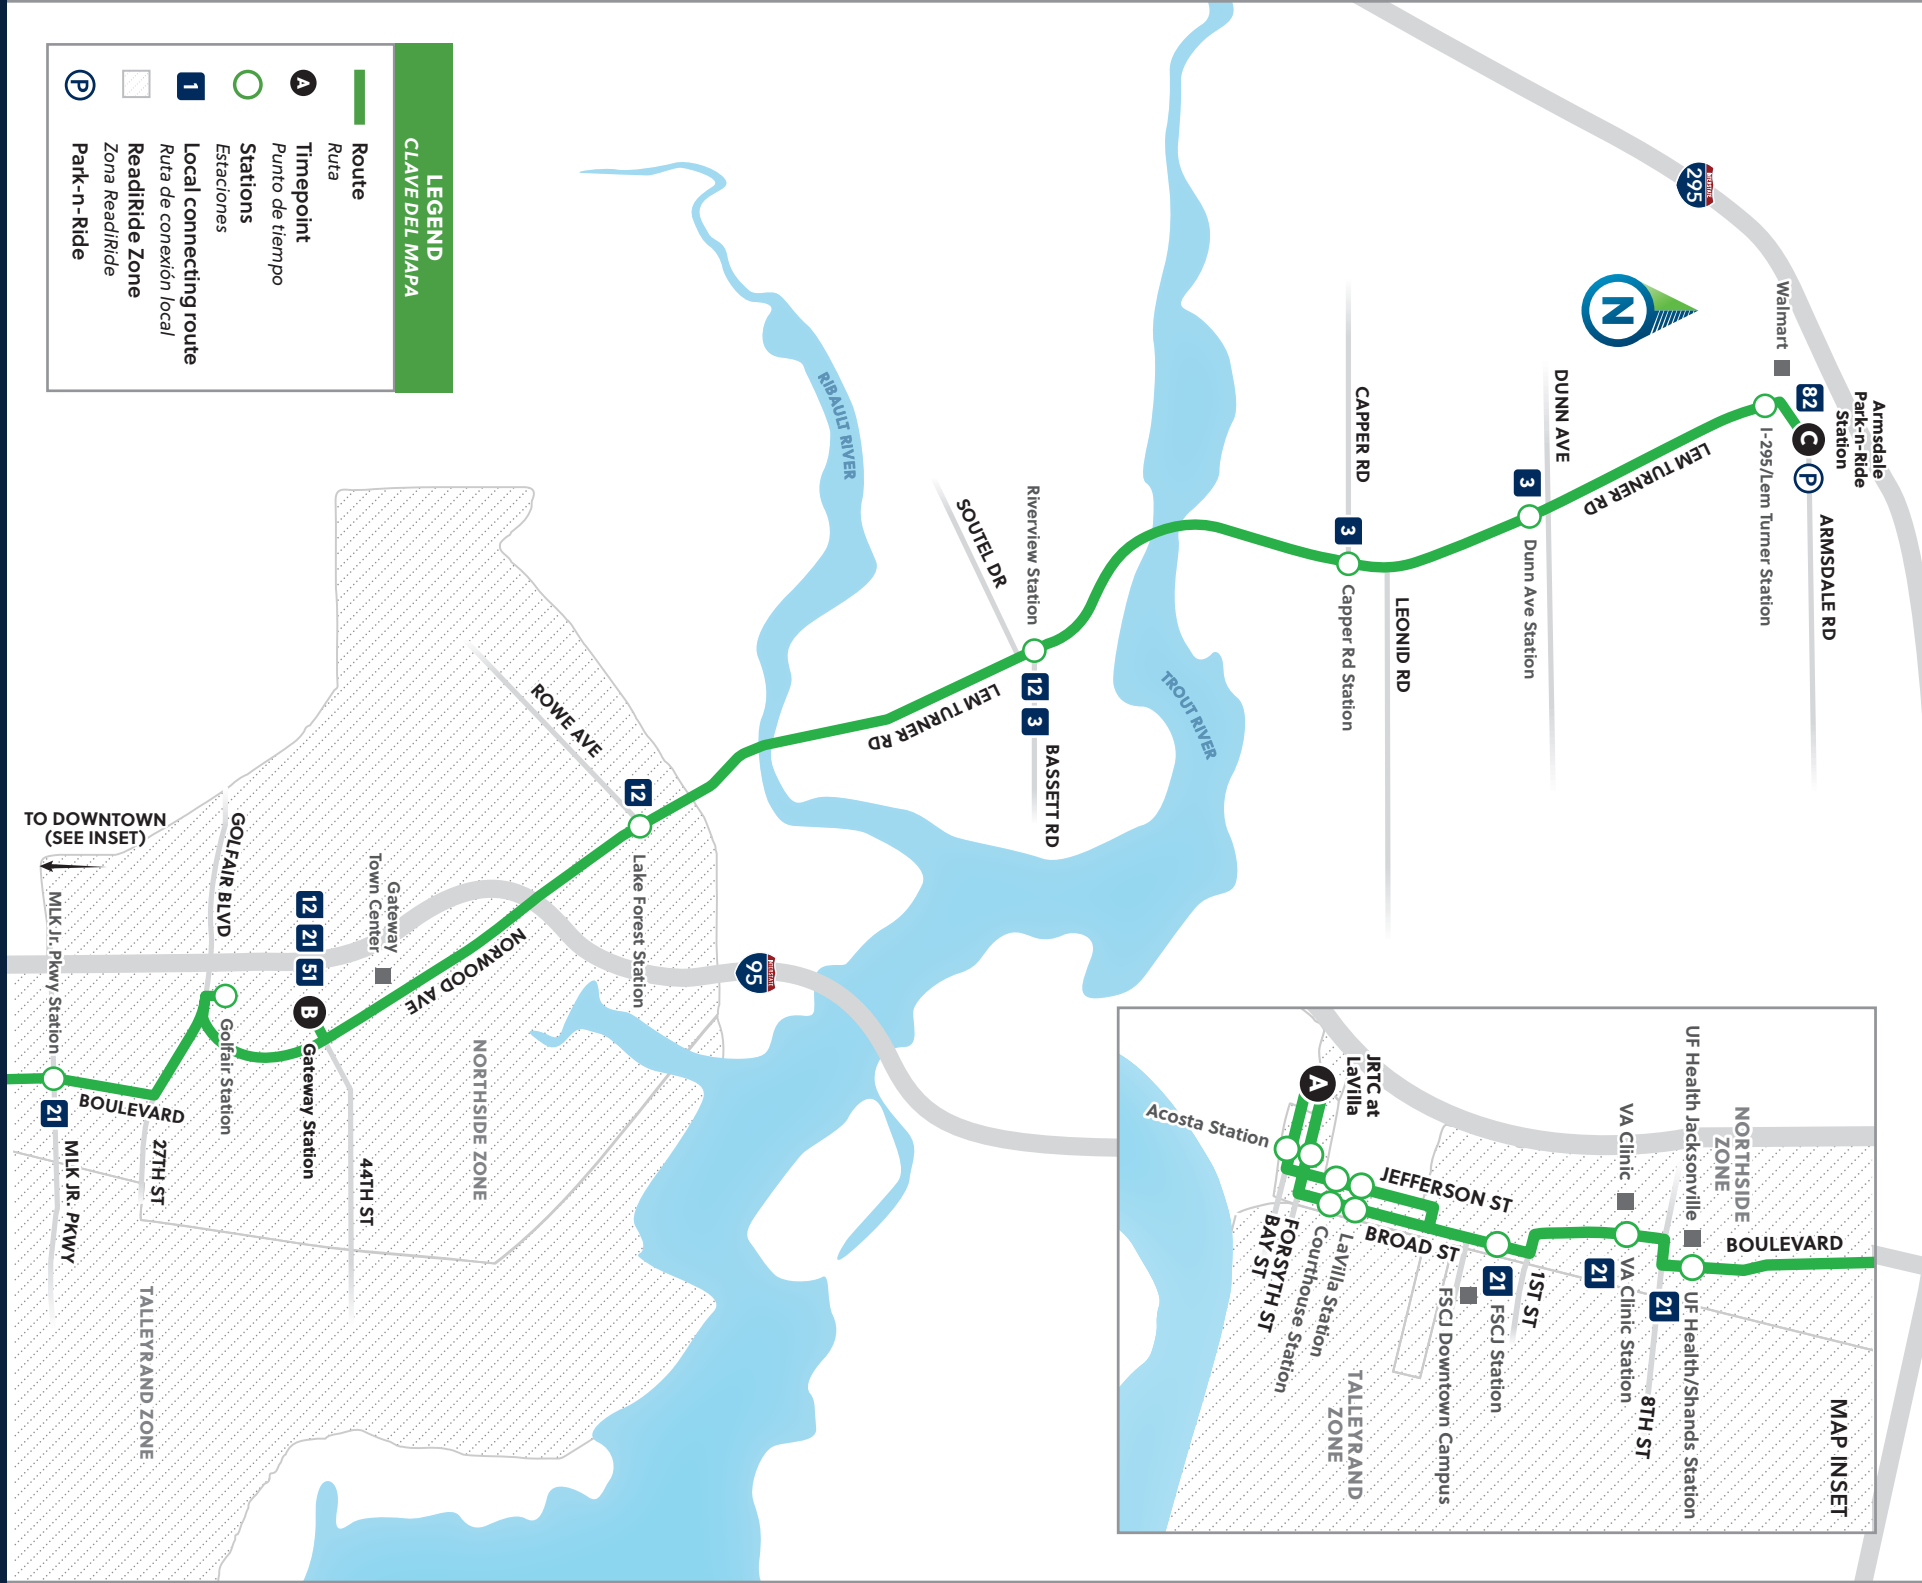 LEGEND
CLAVE DEL MAPA
Route
Ruta
A
Timepoint
Punto de tiempo
Stations
Estaciones
1
Local connecting route
Ruta de conexión local
ReadiRide Zone
Zona ReadiRide
P
Park-n-Ride
INTERSTATE
295
N
Walmart
82
C
P
Armsdale
Park-n-Ride
Station
ARMSDALE RD
I-295/Lem Turner Station
LEM TURNER RD
DUNN AVE
3
Dunn Ave Station
CAPPER RD
3
Capper Rd Station
LEONID RD
TROUT RIVER
RIBAULT RIVER
SOUTEL DR
Riverview Station
12
3
BASSETT RD
LEM TURNER RD
ROWE AVE
12
Lake Forest Station
INTERSTATE
95
NORWOOD AVE
Gateway
Town Center
12
21
51
B
Gateway Station
44TH ST
GOLFAIR BLVD
Golfair Station
27TH ST
BOULEVARD
MLK Jr. Pkwy Station
21
MLK JR. PKWY
TO DOWNTOWN
(SEE INSET)
NORTHSIDE ZONE
TALLEYRAND ZONE
MAP INSET
NORTHSIDE
ZONE
BOULEVARD
UF Health Jacksonville
UF Health/Shands Station
21
8TH ST
VA Clinic
VA Clinic Station
21
1ST ST
21
FSCJ Station
FSCJ Downtown Campus
JEFFERSON ST
BROAD ST
LaVilla Station
Courthouse Station
FORSYTH ST
BAY ST
JRTC at
LaVilla
A
Acosta Station
TALLEYRAND
ZONE